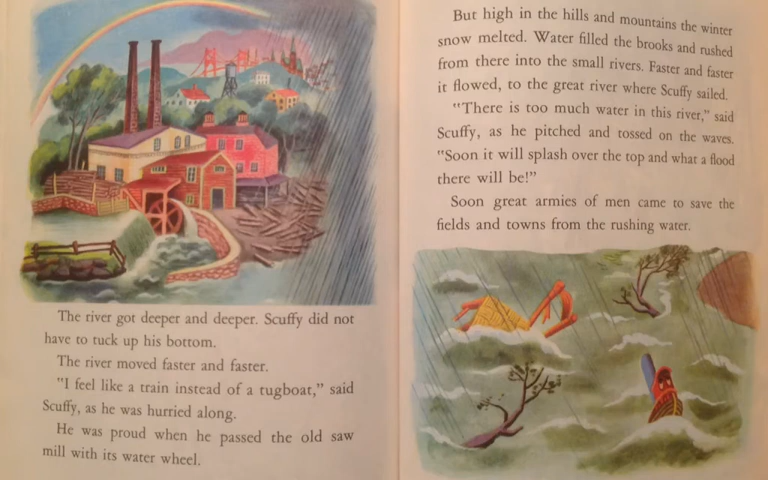 The river got deeper and deeper. Scuffy did not
have to tuck up his bottom.
The river moved faster and faster.
"I feel like a train instead of a tugboat," said
Scuffy, as he was hurried along.
He was proud when he passed the old saw
mill with its water wheel.
But high in the hills and mountains the winter
snow melted. Water filled the brooks and rushed
from there into the small rivers. Faster and faster
it flowed, to the great river where Scuffy sailed.
"There is too much water in this river," said
Scuffy, as he pitched and tossed on the waves.
"Soon it will splash over the top and what a flood
there will be!"
Soon great armies of men came to save the
fields and towns from the rushing water.